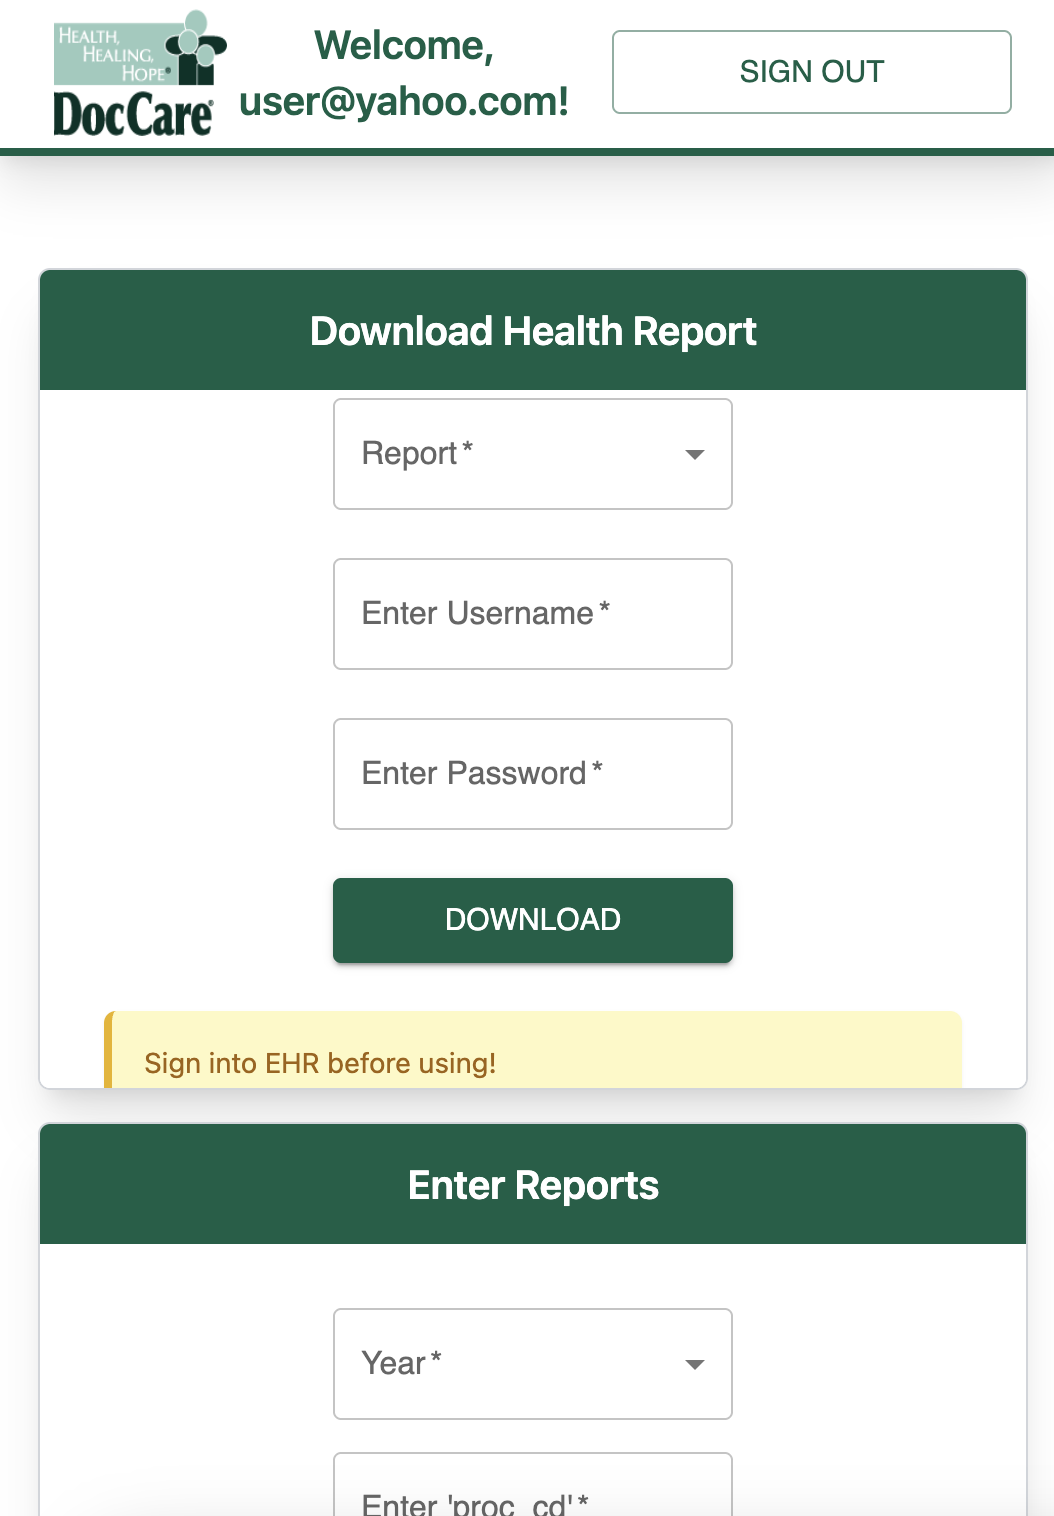 HEALTH,
HEALING,
HOPE®
DocCare®
Welcome,
user@yahoo.com!
SIGN OUT
Download Health Report
Report*
Enter Username*
Enter Password*
DOWNLOAD
Sign into EHR before using!
Enter Reports
Year*
Enter 'proc_cd'*